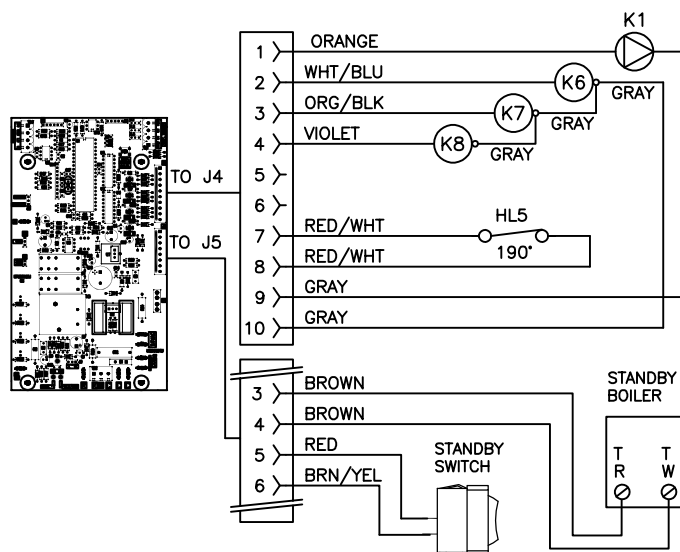 K1
1 ORANGE
2 WHT/BLU K6 GRAY
3 ORG/BLK K7 GRAY
4 VIOLET K8 GRAY
TO J4
5
6
7 RED/WHT HL5
190°
8 RED/WHT
TO J5
9 GRAY
10 GRAY
3 BROWN
4 BROWN
5 RED
6 BRN/YEL
STANDBY
SWITCH
STANDBY
BOILER
T T
R W